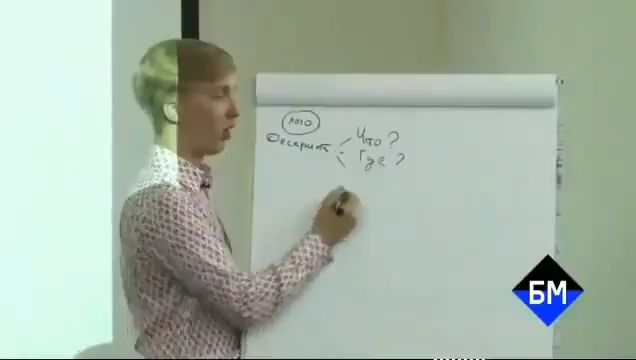 лого
Дескрипт
Что?
Где?
БМ